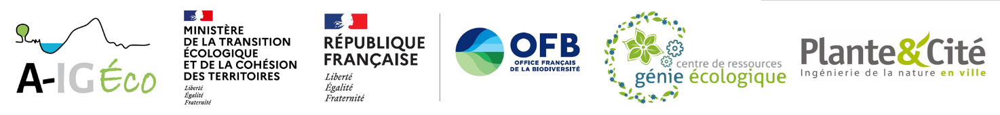 A-IGÉco
MINISTÈRE
DE LA TRANSITION
ÉCOLOGIQUE
ET DE LA COHÉSION
DES TERRITOIRES
Liberté
Égalité
Fraternité
RÉPUBLIQUE
FRANÇAISE
Liberté
Égalité
Fraternité
OFB
OFFICE FRANÇAIS
DE LA BIODIVERSITÉ
centre de ressources
génie écologique
Plante&Cité
Ingénierie de la nature en ville